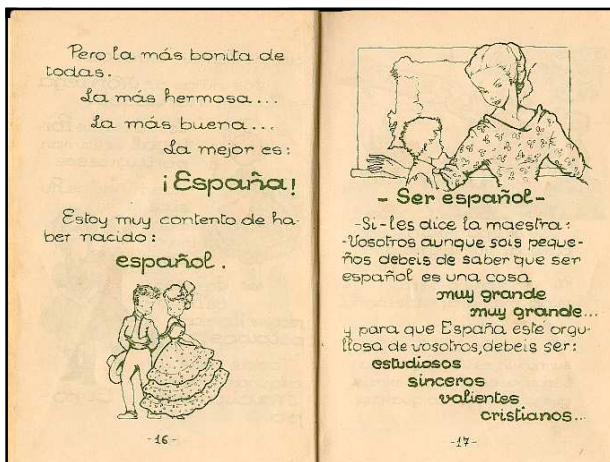 Pero la más bonita de
todas.
La más hermosa...
La más buena...
La mejor es:
¡España!
Estoy muy contento de ha-
ber nacido:
español.
-16-
- Ser español -
-Si- les dice la maestra:
-Vosotros aunque sois peque-
ños debeis de saber que ser
español es una cosa
muy grande
muy grande...
y para que España esté orgu-
llosa de vosotros, debeis ser:
estudiosos
sinceros
valientes
cristianos...
-17-